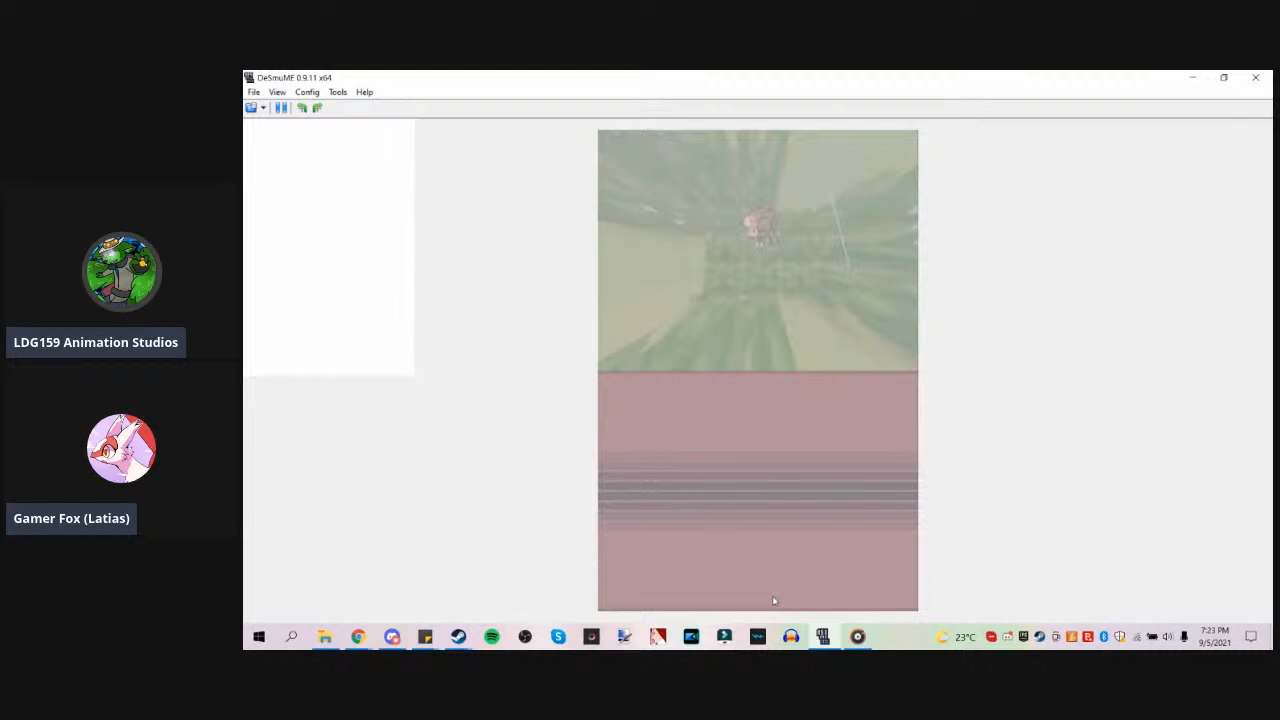 DeSmuME 0.9.11 x64
File View Config Tools Help
LDG159 Animation Studios
Gamer Fox (Latias)
23°C
7:23 PM
9/5/2021